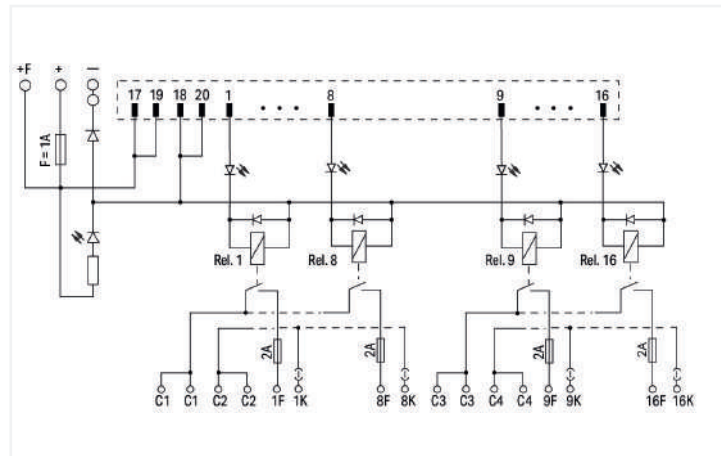 +F + —
17 19 18 20 1 • • • 8 9 • • • 16
F = 1A
Rel. 1 Rel. 8 Rel. 9 Rel. 16
2A 2A 2A 2A
C1 C1 C2 C2 1F 1K 8F 8K C3 C3 C4 C4 9F 9K 16F 16K